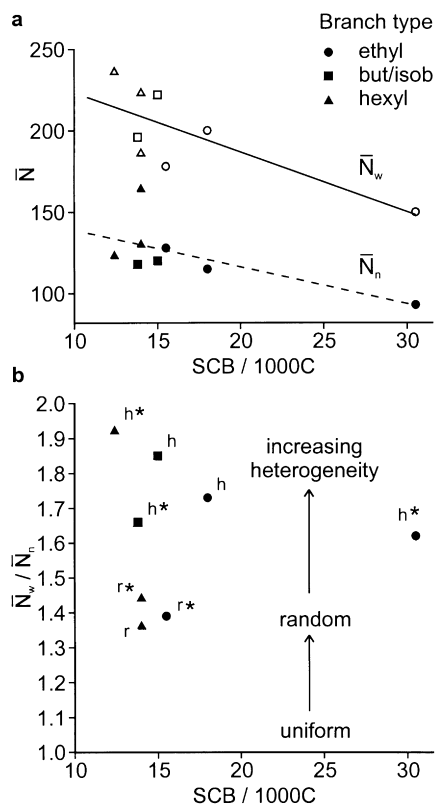 a
Branch type
ethyl
but/isob
hexyl
250
200
150
100
N̅
N̅w
N̅n
10 15 20 25 30
SCB / 1000C
b
2.0
1.9
1.8
1.7
1.6
1.5
1.4
1.3
1.2
1.1
1.0
N̅w / N̅n
h*
h
h*
h
h*
r*
r*
r
increasing
heterogeneity
random
uniform
10 15 20 25 30
SCB / 1000C